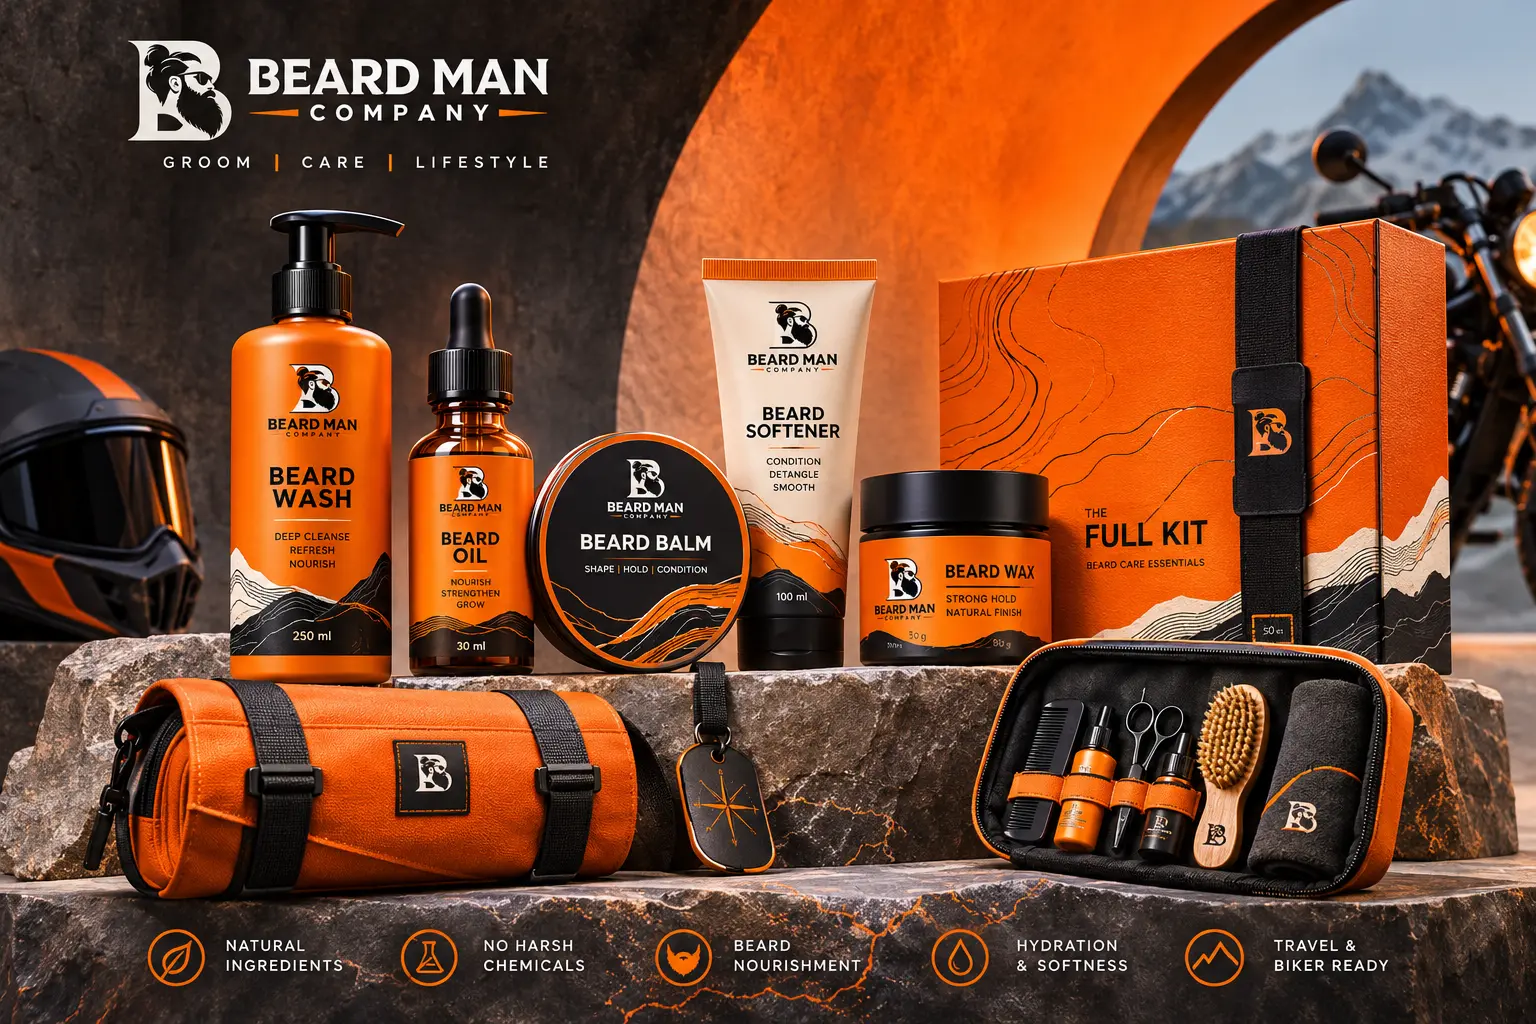 B
BEARD MAN
COMPANY
GROOM | CARE | LIFESTYLE
B
BEARD MAN
COMPANY
BEARD
WASH
DEEP CLEANSE
REFRESH
NOURISH
250 ml
B
BEARD MAN
COMPANY
BEARD
OIL
NOURISH
STRENGTHEN
GROW
30 ml
B
BEARD MAN
COMPANY
BEARD BALM
SHAPE | HOLD | CONDITION
B
BEARD MAN
COMPANY
BEARD
SOFTENER
CONDITION
DETANGLE
SMOOTH
100 ml
B
BEARD MAN
COMPANY
BEARD WAX
STRONG HOLD
NATURAL FINISH
B
THE
FULL KIT
BEARD CARE ESSENTIALS
B
B
B
NATURAL
INGREDIENTS
NO HARSH
CHEMICALS
BEARD
NOURISHMENT
HYDRATION
& SOFTNESS
TRAVEL &
BIKER READY